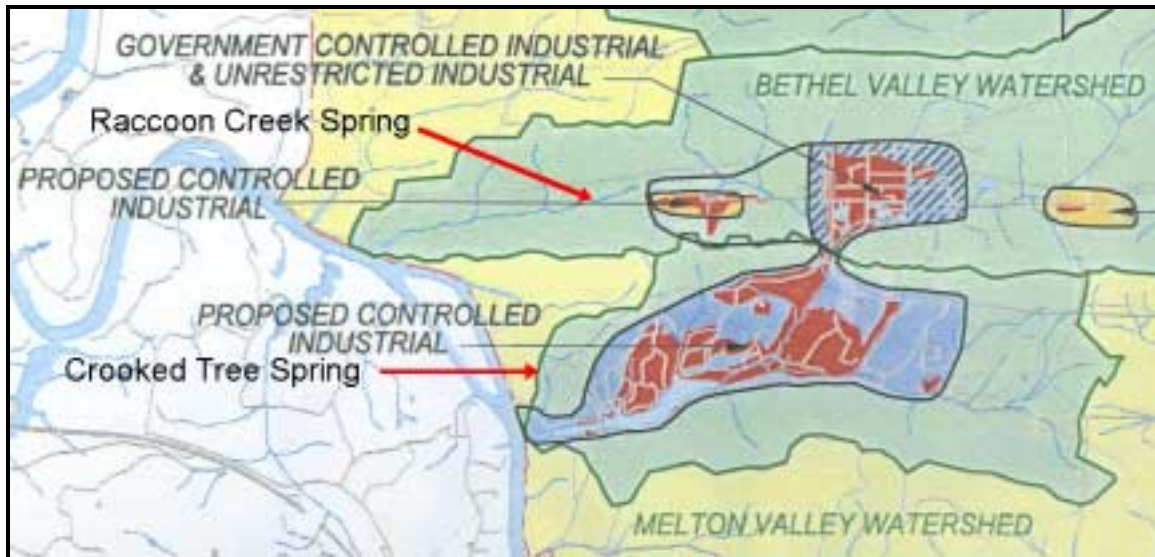 GOVERNMENT CONTROLLED INDUSTRIAL
& UNRESTRICTED INDUSTRIAL
BETHEL VALLEY WATERSHED
Raccoon Creek Spring
PROPOSED CONTROLLED
INDUSTRIAL
PROPOSED CONTROLLED
INDUSTRIAL
Crooked Tree Spring
MELTON VALLEY WATERSHED